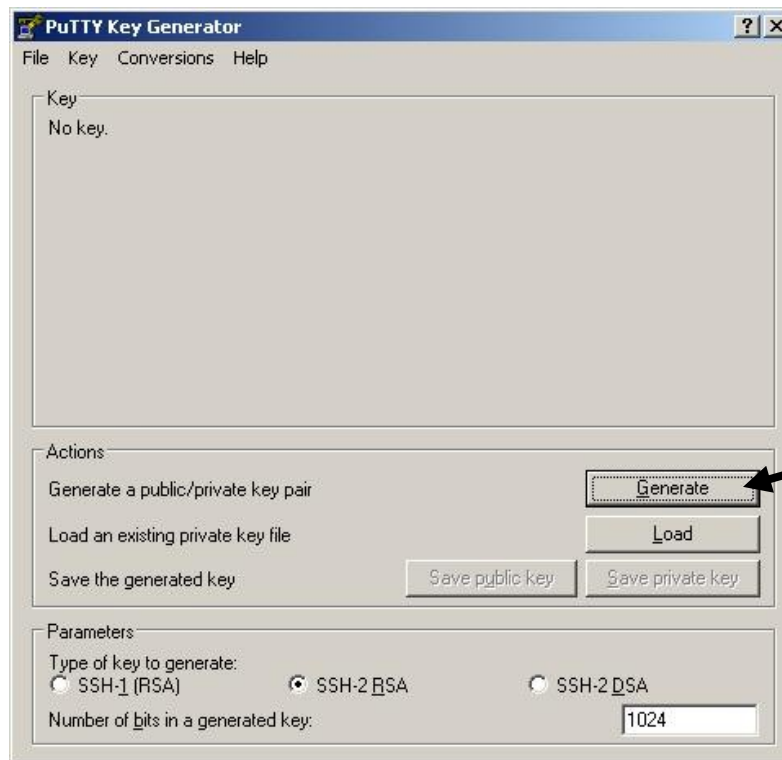 PuTTY Key Generator
File Key Conversions Help
Key
No key.
Actions
Generate a public/private key pair
Generate
Load an existing private key file
Load
Save the generated key
Save public key
Save private key
Parameters
Type of key to generate:
SSH-1 (RSA)
SSH-2 RSA
SSH-2 DSA
Number of bits in a generated key:
1024